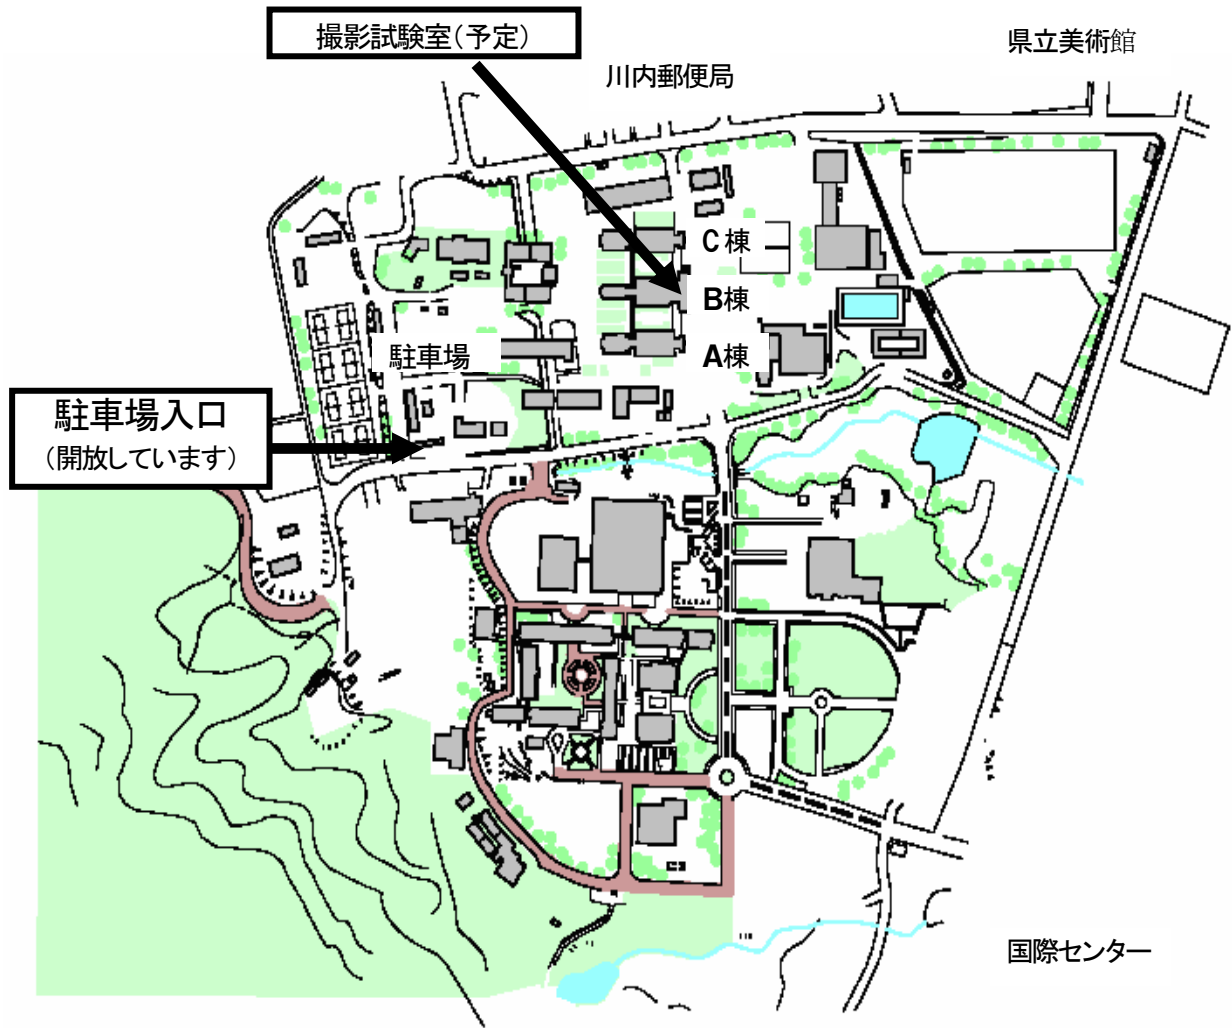 撮影試験室(予定)
県立美術館
川内郵便局
C棟
B棟
駐車場
A棟
駐車場入口
(開放しています)
国際センター